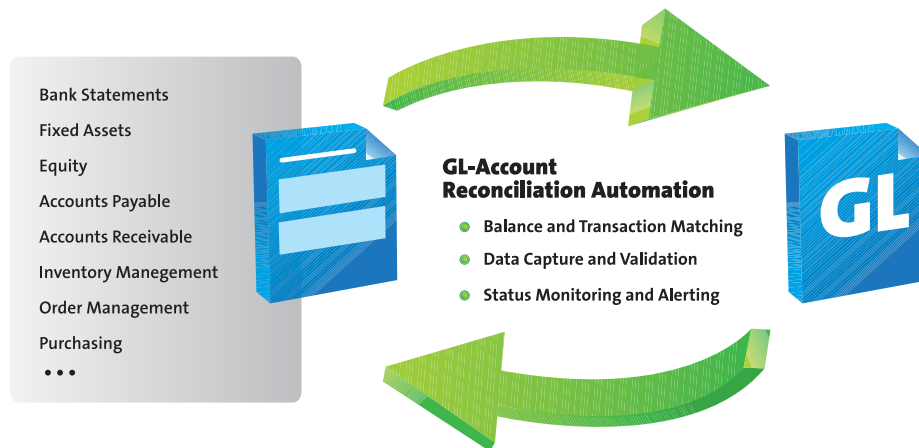 Bank Statements
Fixed Assets
Equity
Accounts Payable
Accounts Receivable
Inventory Manegement
Order Management
Purchasing
•••
GL-Account
Reconciliation Automation
Balance and Transaction Matching
Data Capture and Validation
Status Monitoring and Alerting
GL